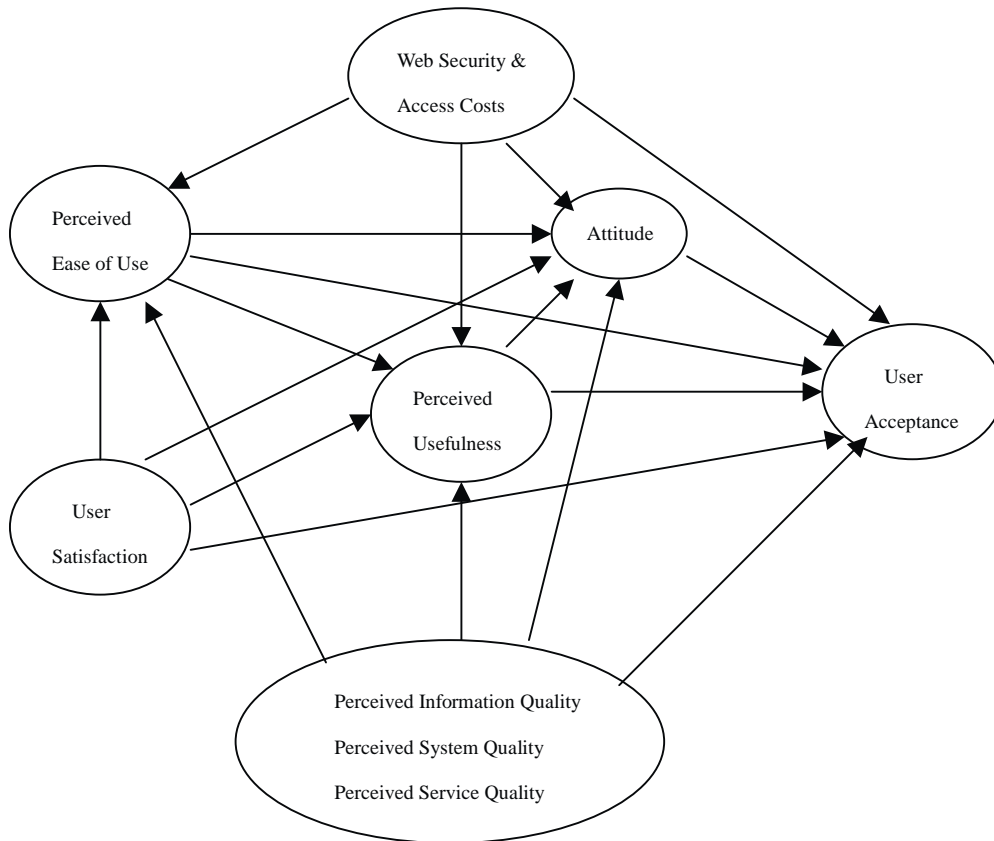 Web Security &
Access Costs
Perceived
Ease of Use
Attitude
Perceived
Usefulness
User
Acceptance
User
Satisfaction
Perceived Information Quality
Perceived System Quality
Perceived Service Quality